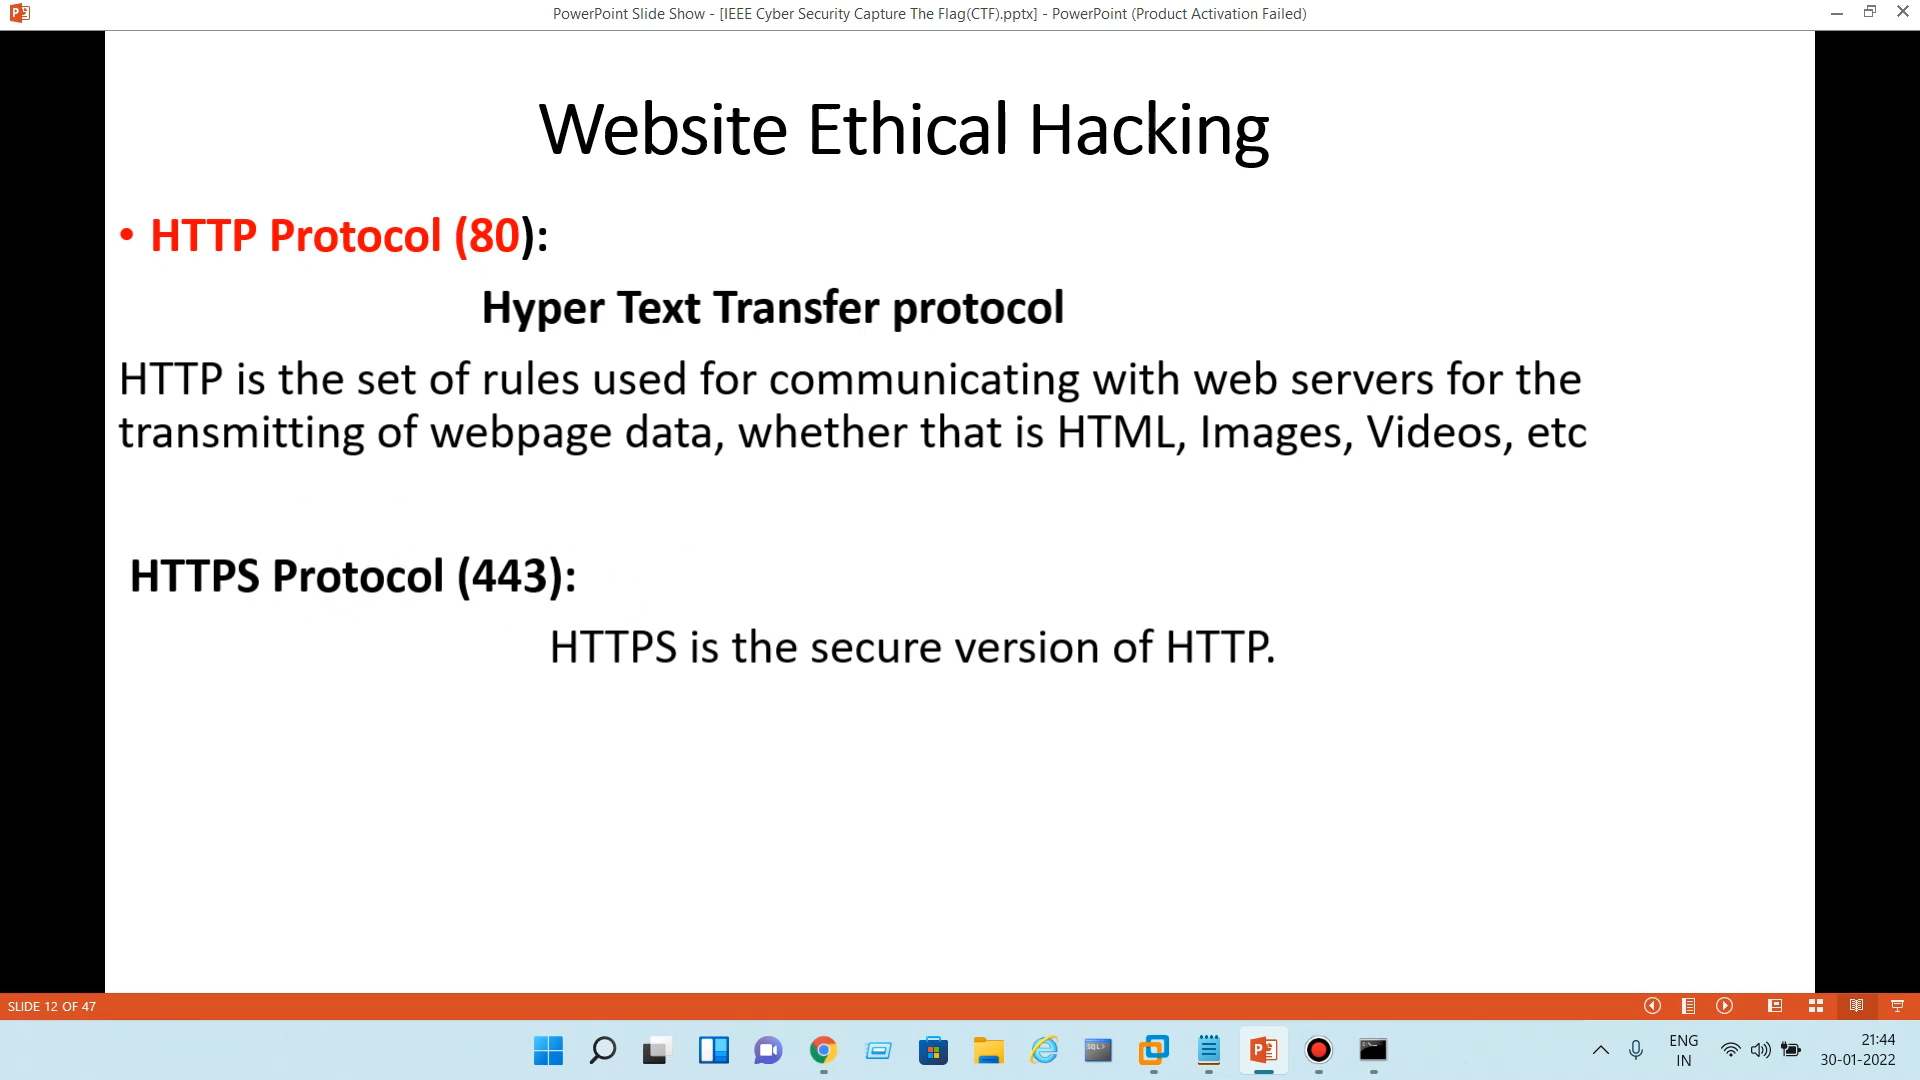 PowerPoint Slide Show - [IEEE Cyber Security Capture The Flag(CTF).pptx] - PowerPoint (Product Activation Failed)
Website Ethical Hacking
• HTTP Protocol (80):
Hyper Text Transfer protocol
HTTP is the set of rules used for communicating with web servers for the
transmitting of webpage data, whether that is HTML, Images, Videos, etc
HTTPS Protocol (443):
HTTPS is the secure version of HTTP.
SLIDE 12 OF 47
SQL>
ENG
IN
21:44
30-01-2022